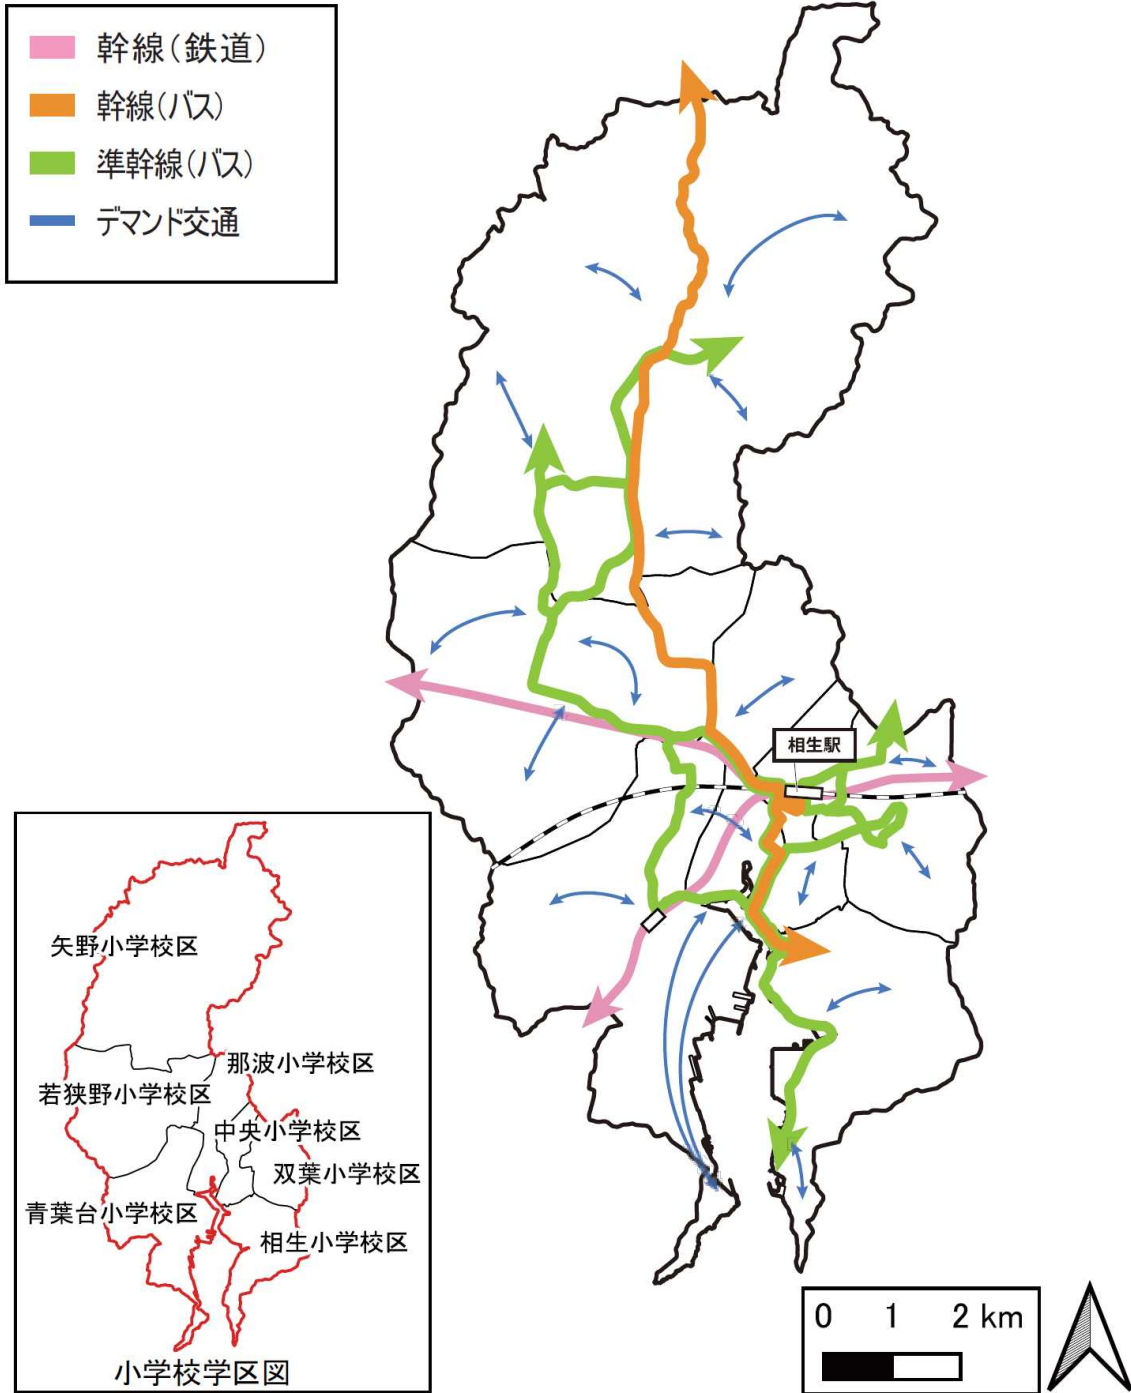 幹線(鉄道)
幹線(バス)
準幹線(バス)
デマンド交通
相生駅
矢野小学校区
那波小学校区
若狭野小学校区
中央小学校区
双葉小学校区
青葉台小学校区
相生小学校区
小学校学区図
0 1 2 km